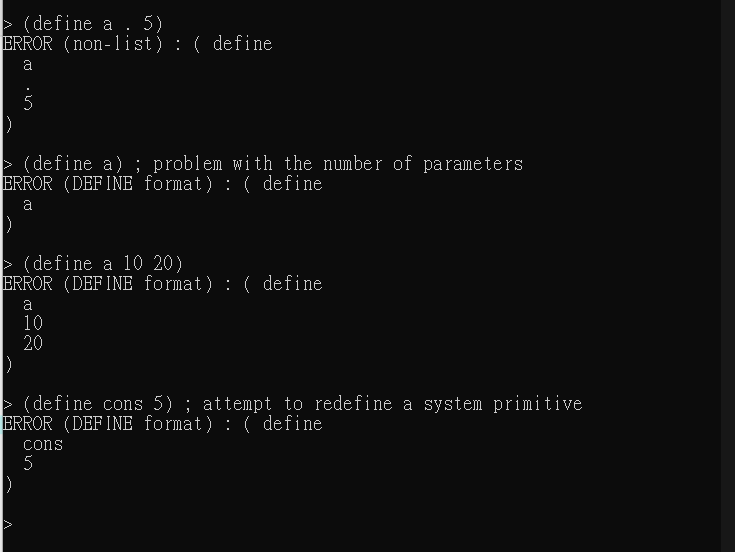 > (define a . 5)
ERROR (non-list) : ( define
a
.
5
)
> (define a) ; problem with the number of parameters
ERROR (DEFINE format) : ( define
a
)
> (define a 10 20)
ERROR (DEFINE format) : ( define
a
10
20
)
> (define cons 5) ; attempt to redefine a system primitive
ERROR (DEFINE format) : ( define
cons
5
)
>